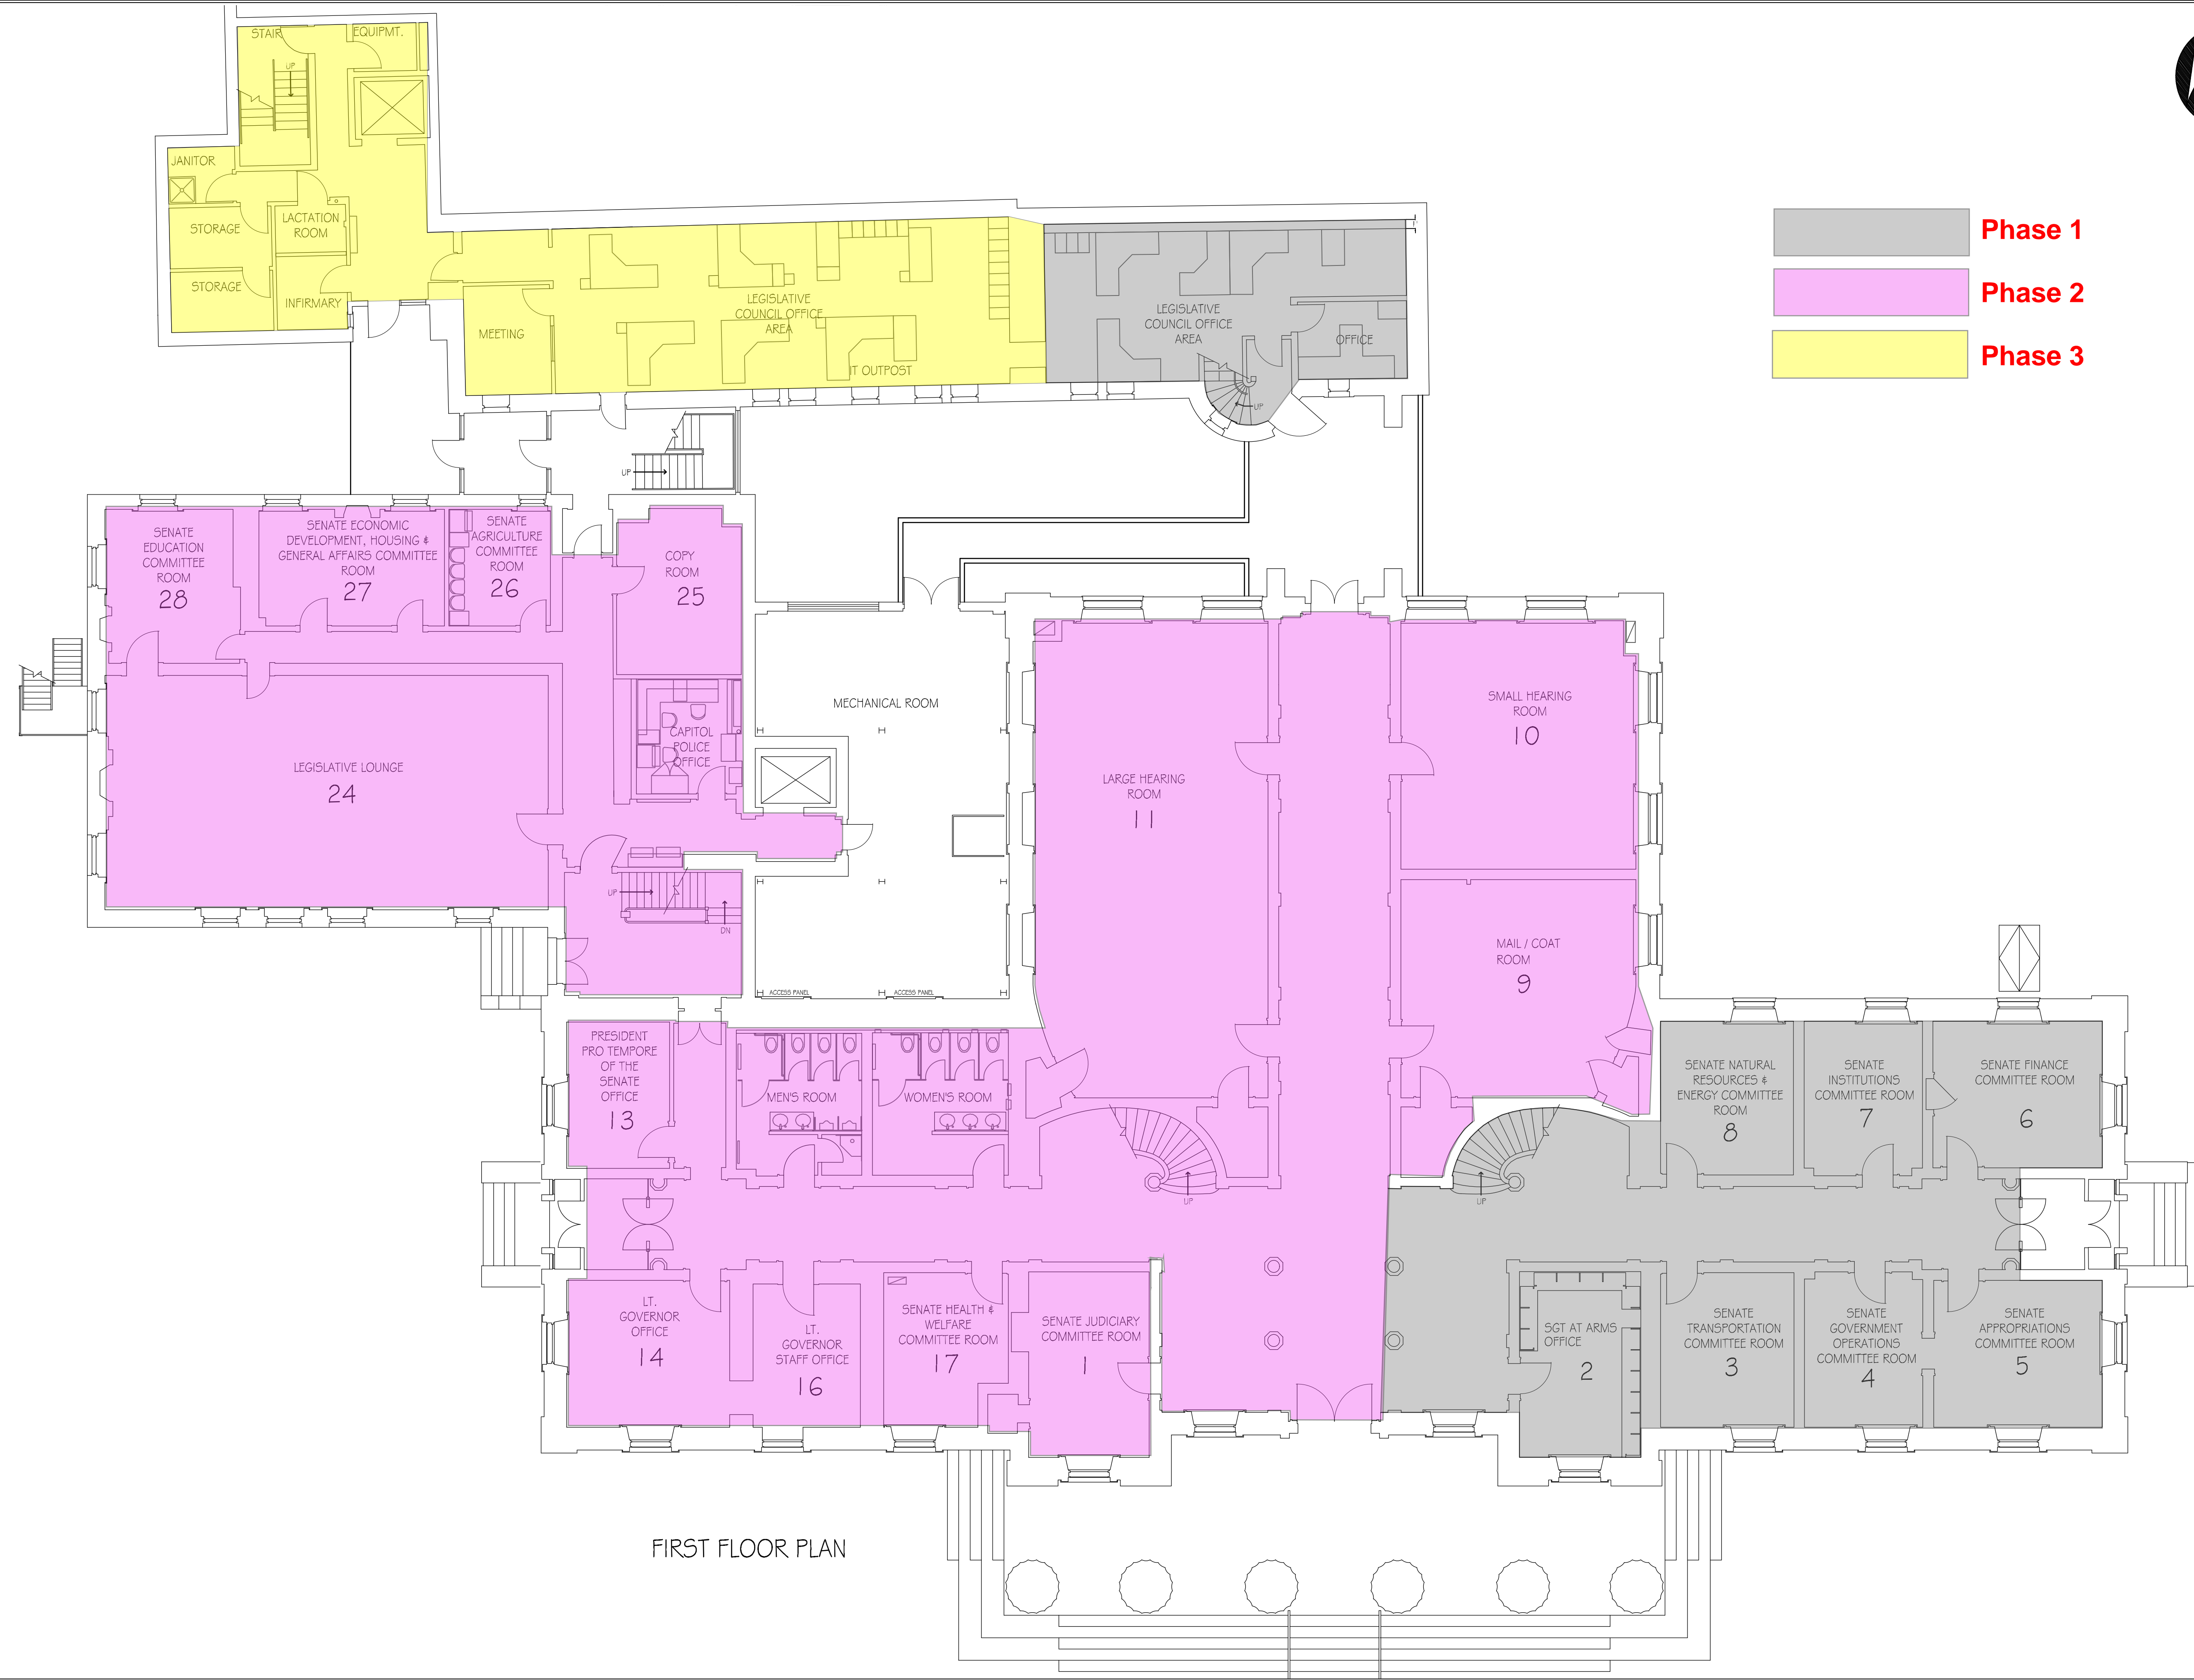 STAIR
EQUIPMT.
UP
JANITOR
LACTATION
ROOM
STORAGE
STORAGE
INFIRMARY
MEETING
LEGISLATIVE
COUNCIL OFFICE
AREA
IT OUTPOST
LEGISLATIVE
COUNCIL OFFICE
AREA
OFFICE
UP
Phase 1
Phase 2
Phase 3
UP
SENATE
EDUCATION
COMMITTEE
ROOM
28
SENATE ECONOMIC
DEVELOPMENT, HOUSING &
GENERAL AFFAIRS COMMITTEE
ROOM
27
SENATE
AGRICULTURE
COMMITTEE
ROOM
26
COPY
ROOM
25
CAPITOL
POLICE
OFFICE
MECHANICAL ROOM
LEGISLATIVE LOUNGE
24
LARGE HEARING
ROOM
11
SMALL HEARING
ROOM
10
UP
DN
MAIL / COAT
ROOM
9
ACCESS PANEL
ACCESS PANEL
PRESIDENT
PRO TEMPORE
OF THE
SENATE
OFFICE
13
MEN'S ROOM
WOMEN'S ROOM
SENATE NATURAL
RESOURCES &
ENERGY COMMITTEE
ROOM
8
SENATE
INSTITUTIONS
COMMITTEE ROOM
7
SENATE FINANCE
COMMITTEE ROOM
6
UP
UP
LT.
GOVERNOR
OFFICE
14
LT.
GOVERNOR
STAFF OFFICE
16
SENATE HEALTH &
WELFARE
COMMITTEE ROOM
17
SENATE JUDICIARY
COMMITTEE ROOM
1
SGT AT ARMS
OFFICE
2
SENATE
TRANSPORTATION
COMMITTEE ROOM
3
SENATE
GOVERNMENT
OPERATIONS
COMMITTEE ROOM
4
SENATE
APPROPRIATIONS
COMMITTEE ROOM
5
FIRST FLOOR PLAN